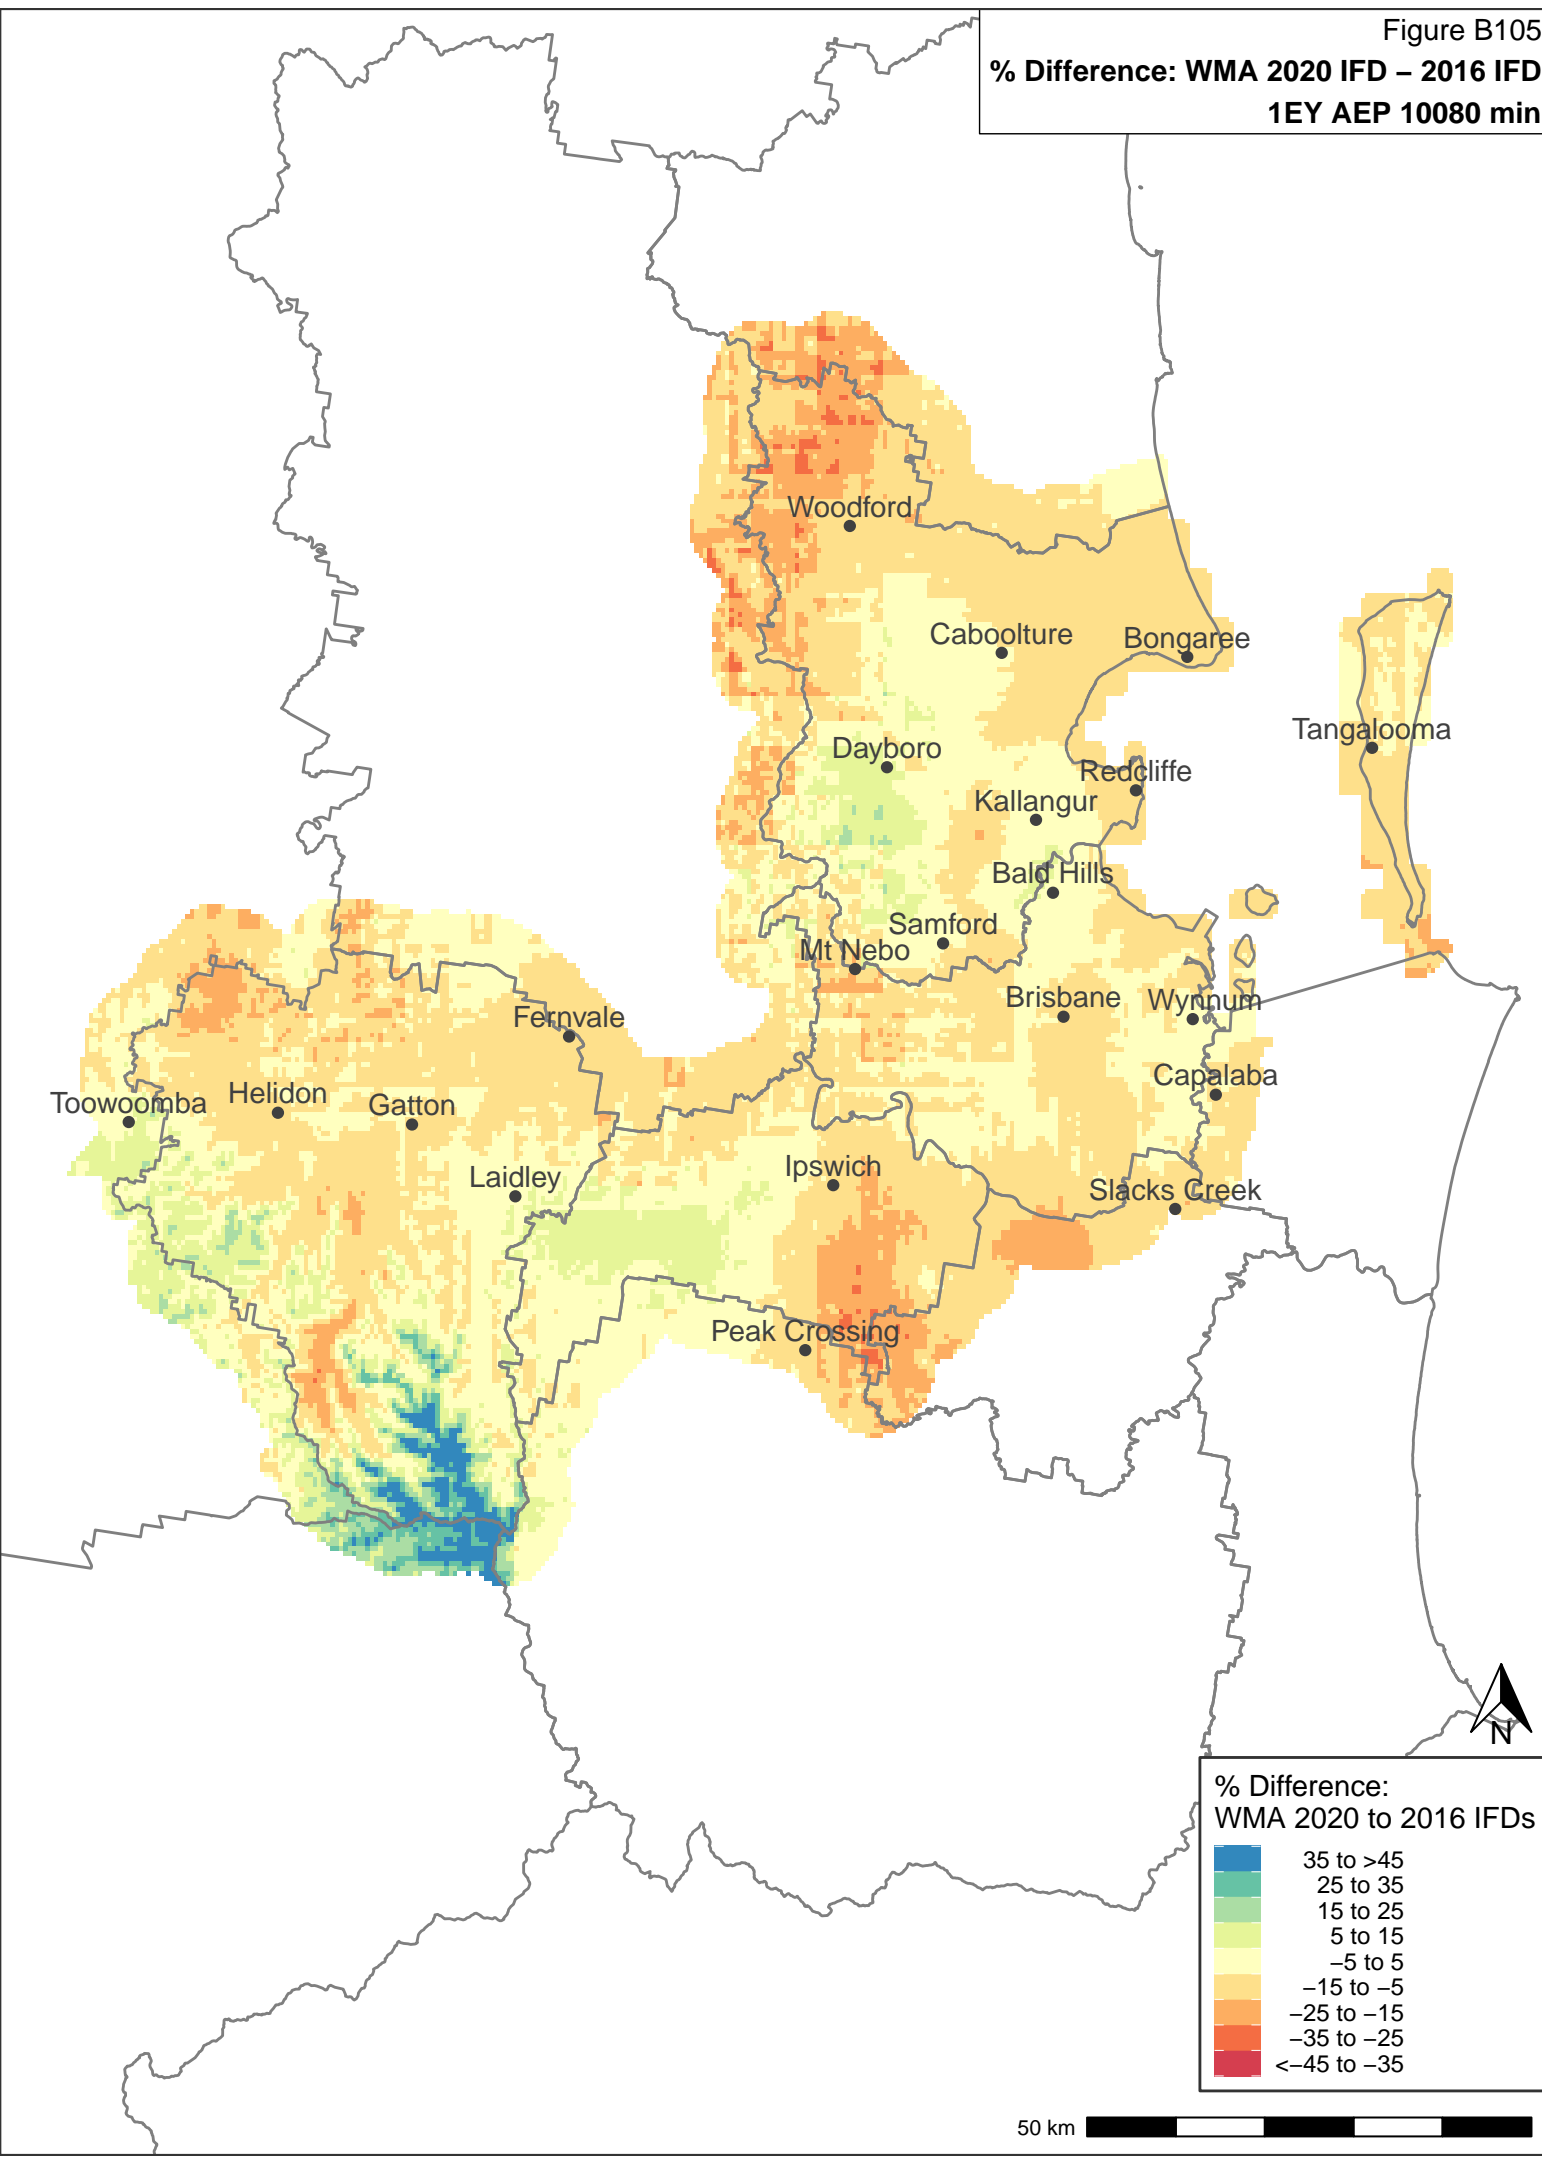 Figure B105
% Difference: WMA 2020 IFD – 2016 IFD
1EY AEP 10080 min
Woodford
Caboolture
Bongaree
Tangalooma
Dayboro
Redcliffe
Kallangur
Bald Hills
Samford
Mt Nebo
Brisbane
Wynnum
Fernvale
Capalaba
Toowoomba
Helidon
Gatton
Ipswich
Laidley
Slacks Creek
Peak Crossing
N
% Difference:
WMA 2020 to 2016 IFDs
35 to >45
25 to 35
15 to 25
5 to 15
−5 to 5
−15 to −5
−25 to −15
−35 to −25
<−45 to −35
50 km